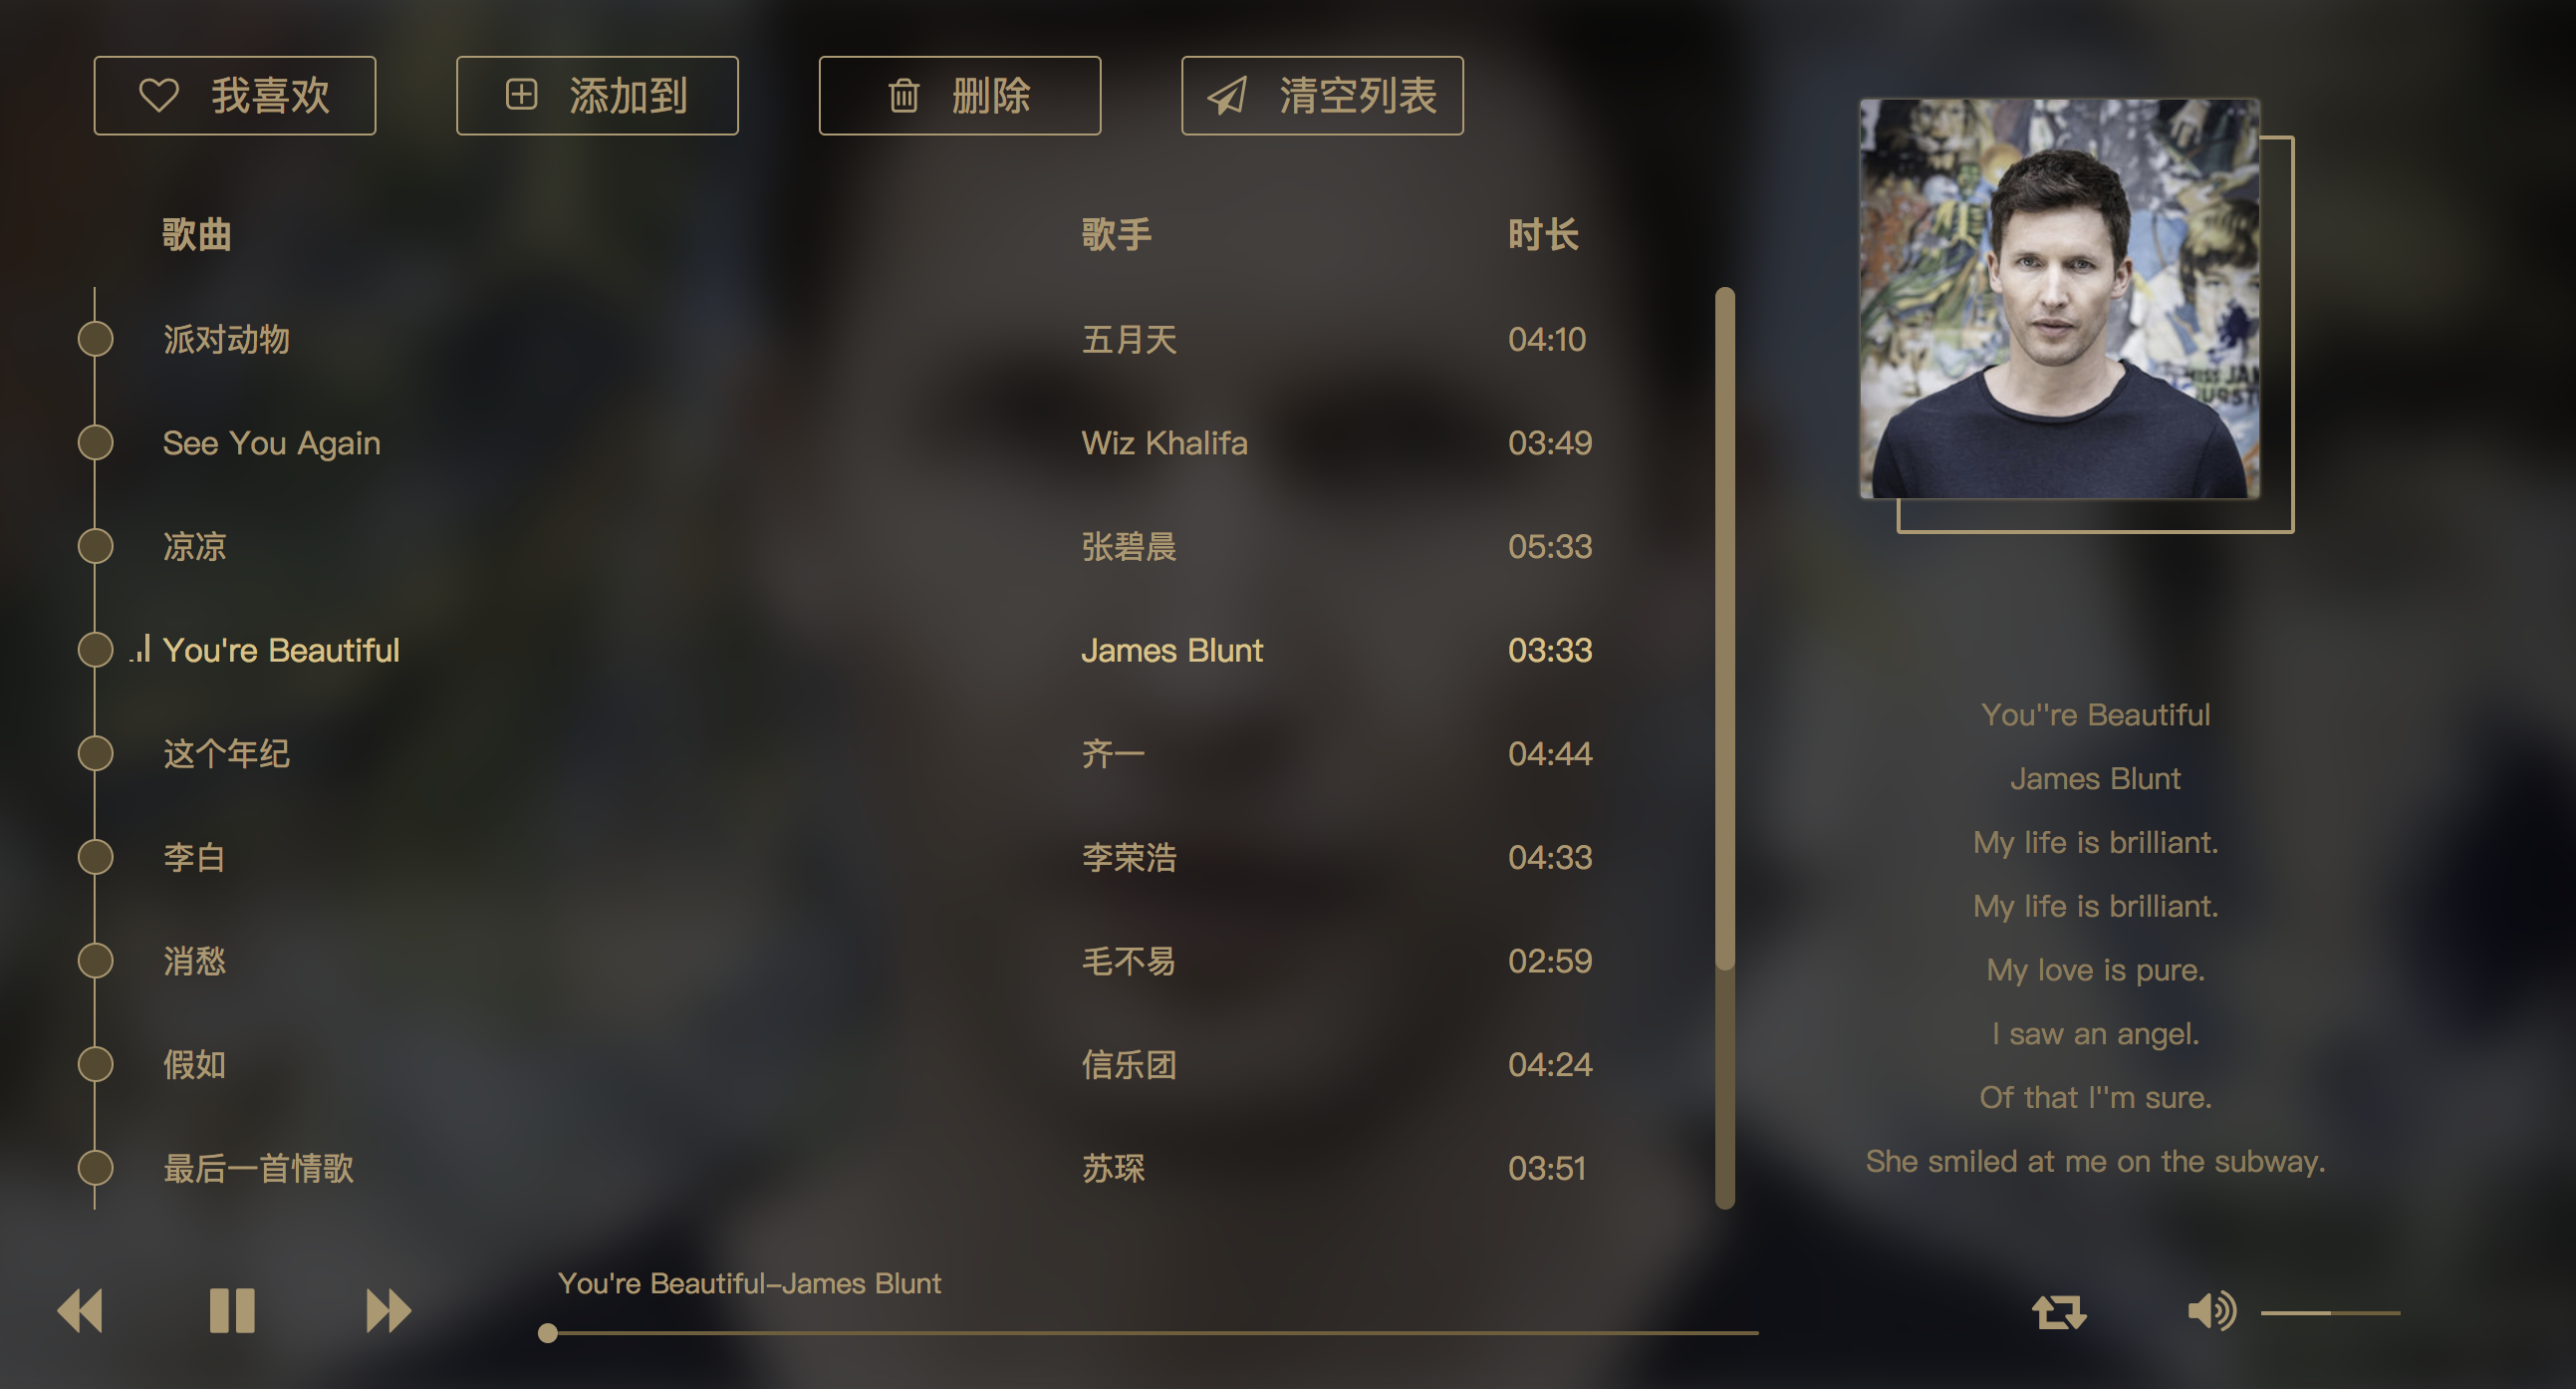 我喜欢 添加到 删除 清空列表
歌曲 歌手 时长
派对动物 五月天 04:10
See You Again Wiz Khalifa 03:49
凉凉 张碧晨 05:33
You're Beautiful James Blunt 03:33
这个年纪 齐一 04:44
李白 李荣浩 04:33
消愁 毛不易 02:59
假如 信乐团 04:24
最后一首情歌 苏琛 03:51
You''re Beautiful
James Blunt
My life is brilliant.
My life is brilliant.
My love is pure.
I saw an angel.
Of that I''m sure.
She smiled at me on the subway.
You're Beautiful-James Blunt